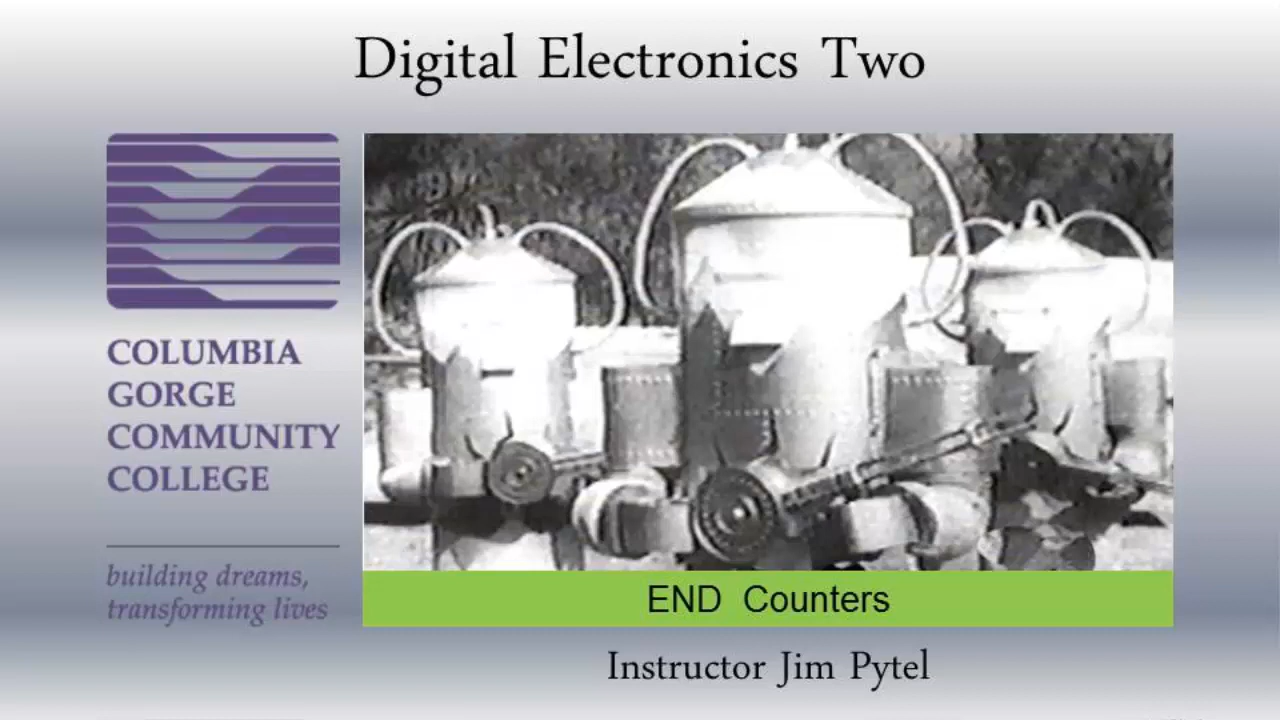 Digital Electronics Two
COLUMBIA
GORGE
COMMUNITY
COLLEGE
building dreams,
transforming lives
END Counters
Instructor Jim Pytel